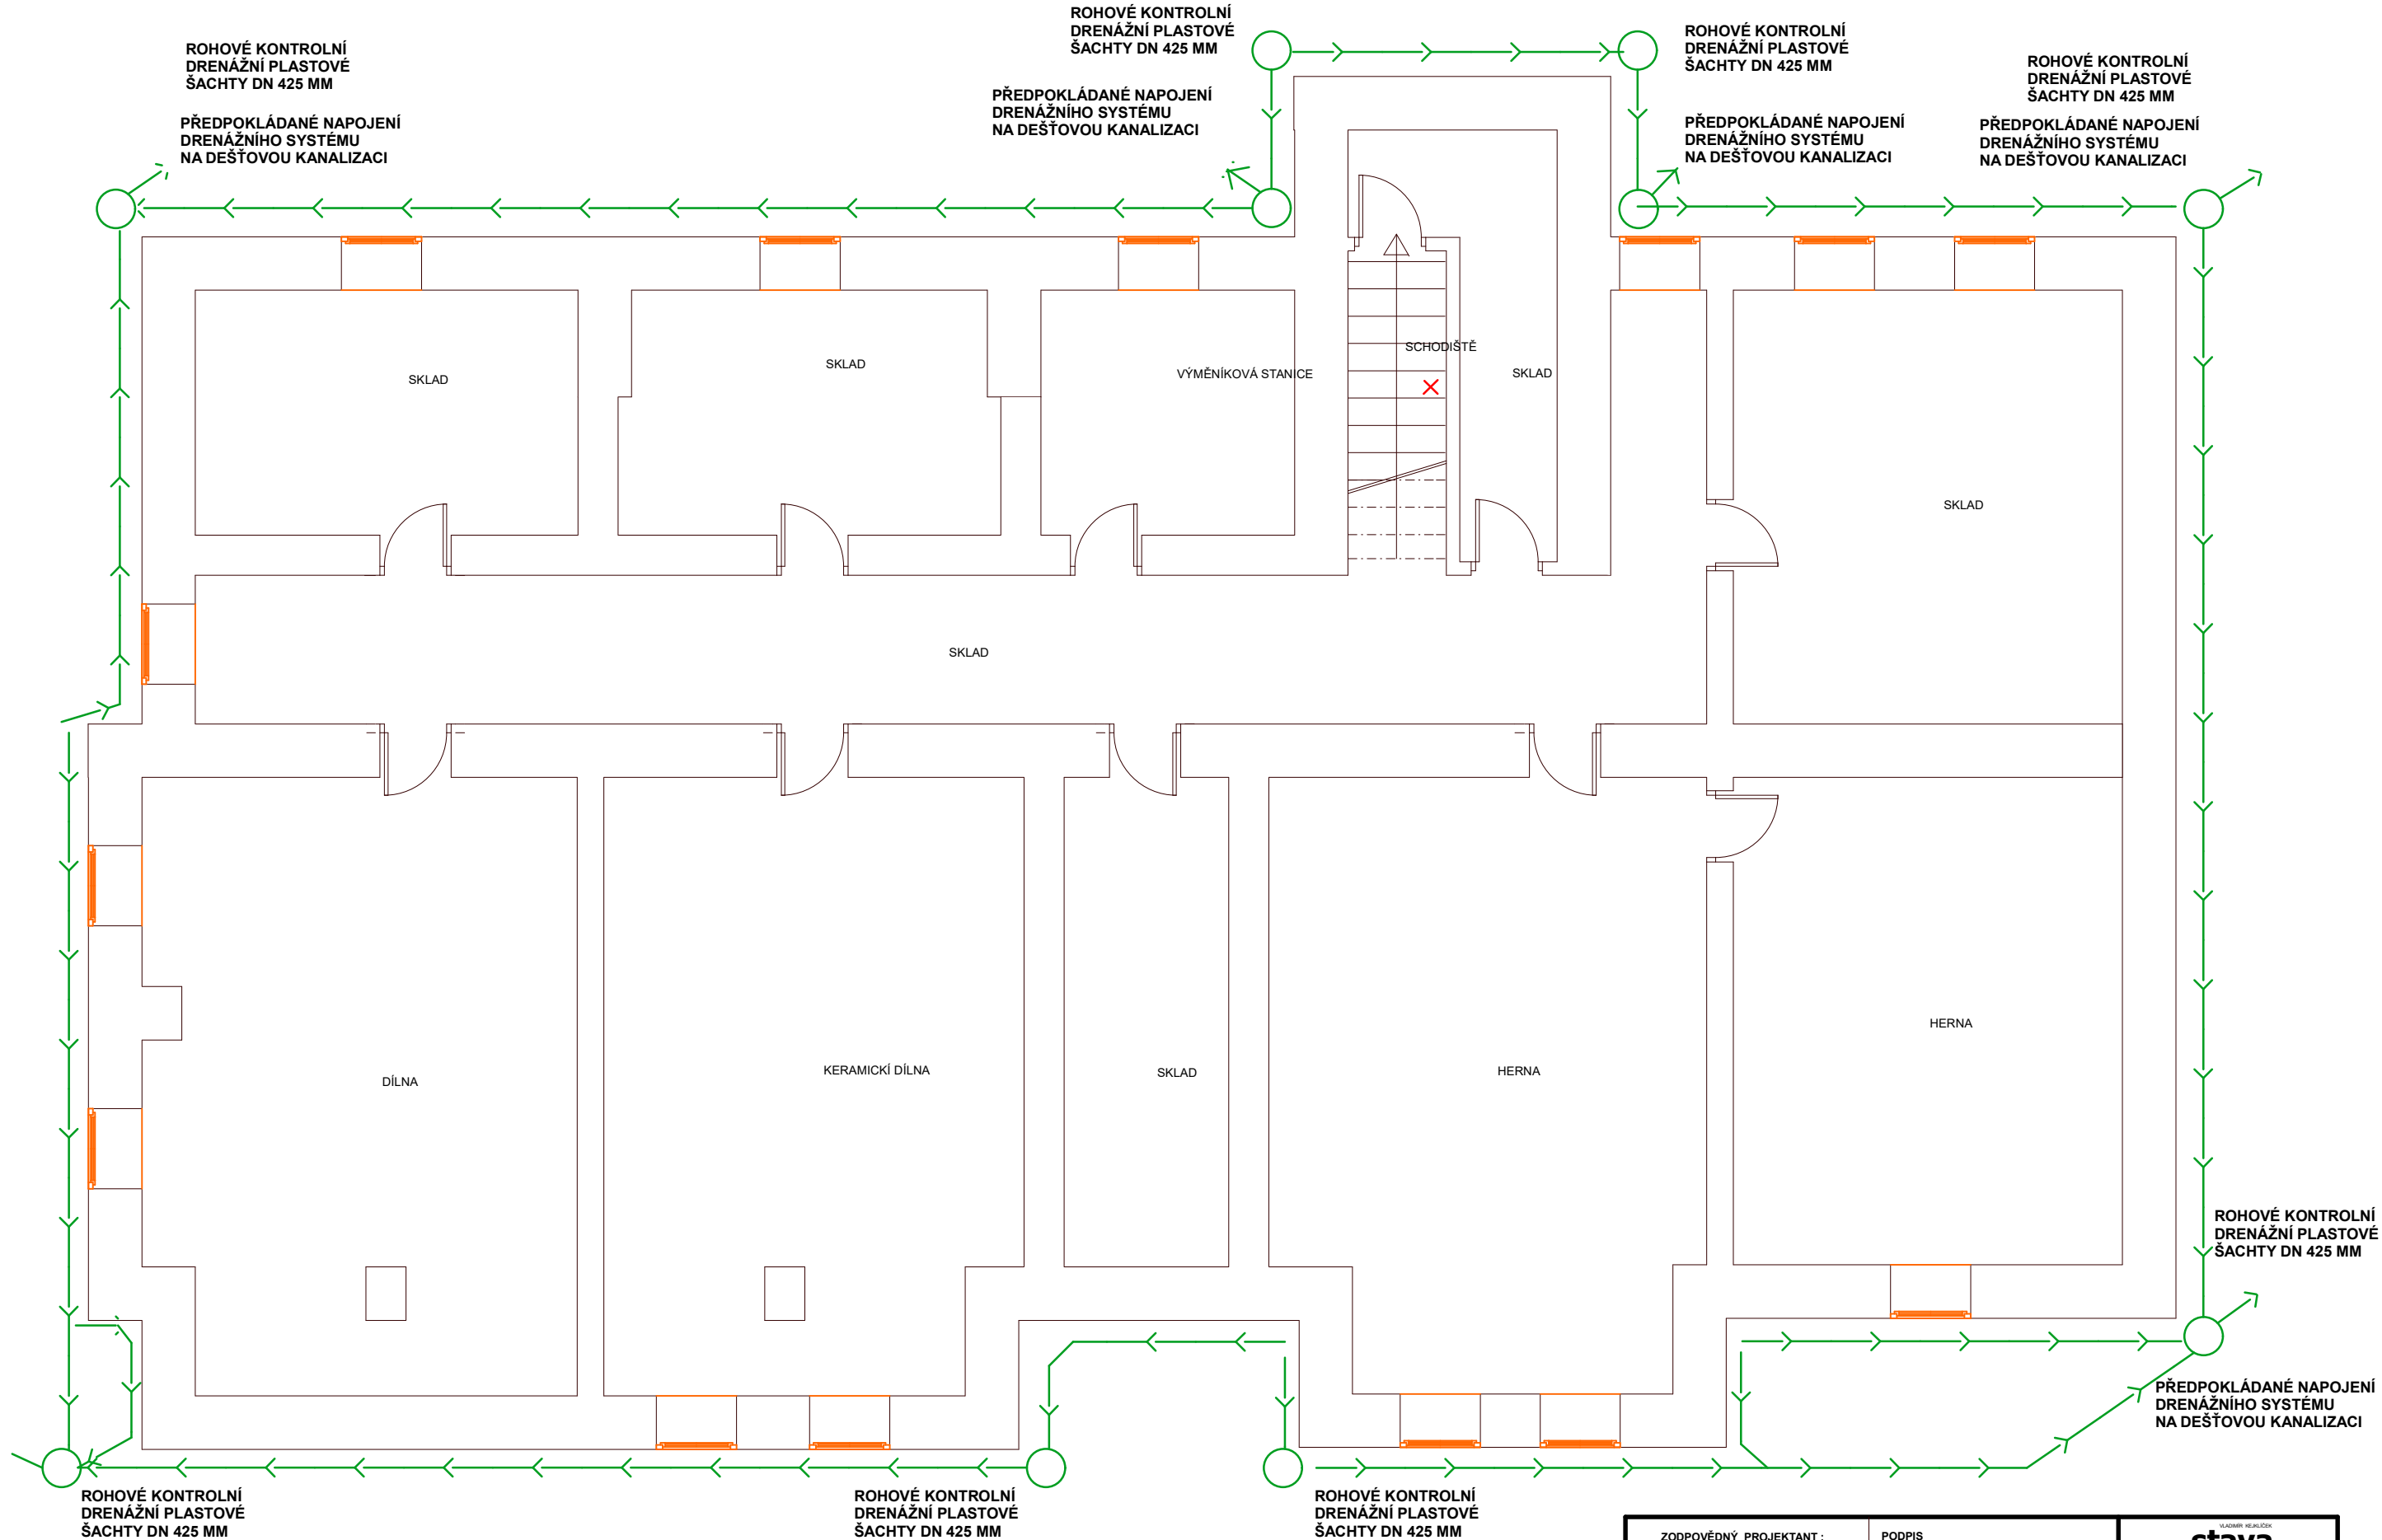 ROHOVÉ KONTROLNÍ
DRENÁŽNÍ PLASTOVÉ
ŠACHTY DN 425 MM
PŘEDPOKLÁDANÉ NAPOJENÍ
DRENÁŽNÍHO SYSTÉMU
NA DEŠŤOVOU KANALIZACI
ROHOVÉ KONTROLNÍ
DRENÁŽNÍ PLASTOVÉ
ŠACHTY DN 425 MM
PŘEDPOKLÁDANÉ NAPOJENÍ
DRENÁŽNÍHO SYSTÉMU
NA DEŠŤOVOU KANALIZACI
ROHOVÉ KONTROLNÍ
DRENÁŽNÍ PLASTOVÉ
ŠACHTY DN 425 MM
PŘEDPOKLÁDANÉ NAPOJENÍ
DRENÁŽNÍHO SYSTÉMU
NA DEŠŤOVOU KANALIZACI
ROHOVÉ KONTROLNÍ
DRENÁŽNÍ PLASTOVÉ
ŠACHTY DN 425 MM
PŘEDPOKLÁDANÉ NAPOJENÍ
DRENÁŽNÍHO SYSTÉMU
NA DEŠŤOVOU KANALIZACI
SKLAD
SKLAD
VÝMĚNÍKOVÁ STANICE
SCHODIŠTĚ
SKLAD
SKLAD
SKLAD
DÍLNA
KERAMICKÍ DÍLNA
SKLAD
HERNA
HERNA
ROHOVÉ KONTROLNÍ
DRENÁŽNÍ PLASTOVÉ
ŠACHTY DN 425 MM
PŘEDPOKLÁDANÉ NAPOJENÍ
DRENÁŽNÍHO SYSTÉMU
NA DEŠŤOVOU KANALIZACI
ROHOVÉ KONTROLNÍ
DRENÁŽNÍ PLASTOVÉ
ŠACHTY DN 425 MM
ROHOVÉ KONTROLNÍ
DRENÁŽNÍ PLASTOVÉ
ŠACHTY DN 425 MM
ROHOVÉ KONTROLNÍ
DRENÁŽNÍ PLASTOVÉ
ŠACHTY DN 425 MM
ZODPOVĚDNÝ PROJEKTANT :
PODPIS
VLADIMÍR KEJKLÍČEK
stava